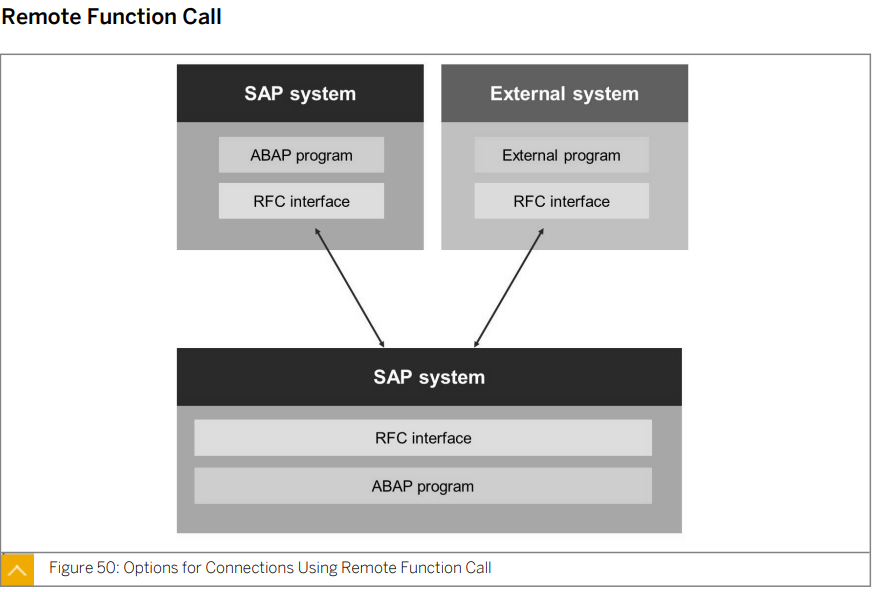 Remote Function Call
SAP system
External system
ABAP program
External program
RFC interface
RFC interface
SAP system
RFC interface
ABAP program
Figure 50: Options for Connections Using Remote Function Call